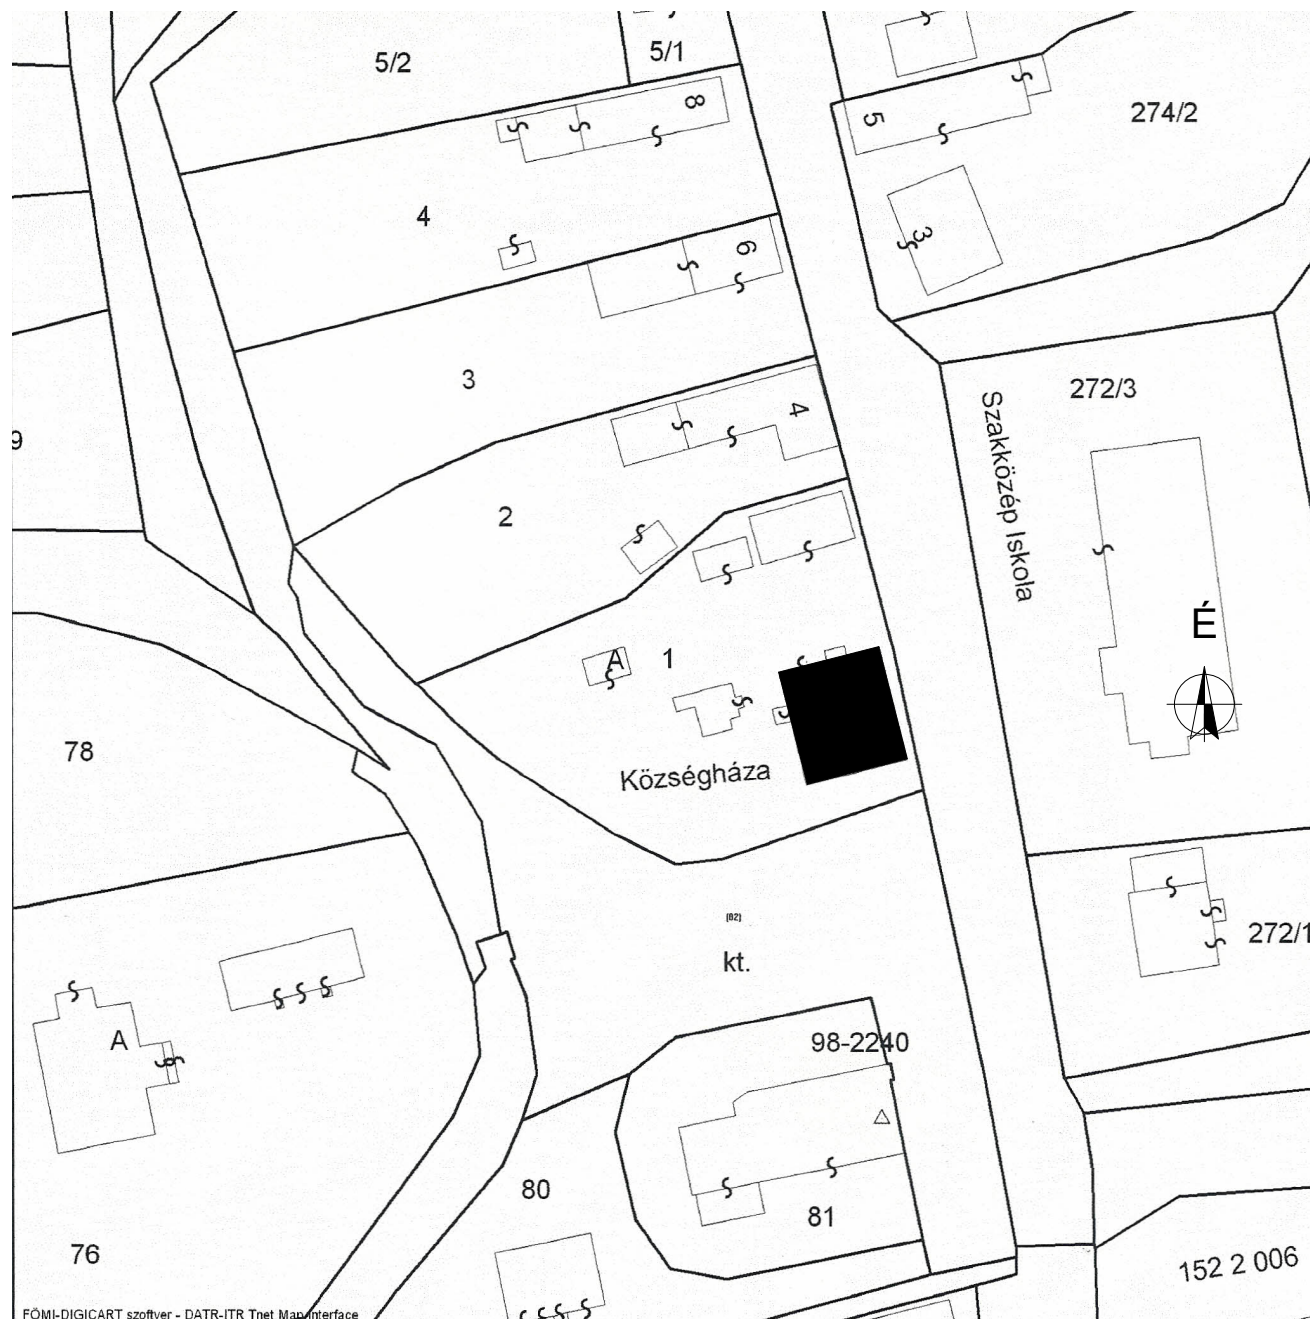 5/2
5/1
8
5
274/2
4
3
6
3
272/3
4
9
Szakközép Iskola
2
É
A
1
78
Községháza
[82]
272/1
kt.
A
98-2240
80
81
76
152 2 006
FÖMI-DIGICART szoftver - DATR-ITR Tnet Map Interface